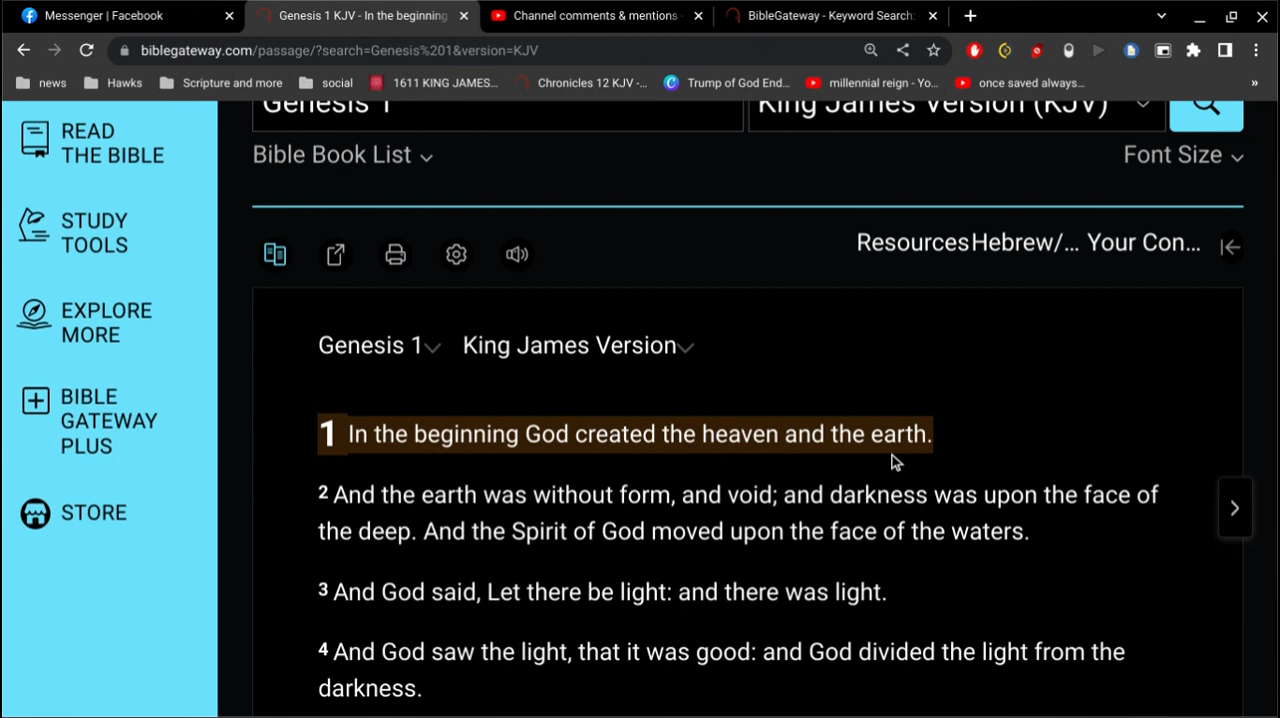 Messenger | Facebook
Genesis 1 KJV - In the beginning
Channel comments & mentions -
BibleGateway - Keyword Search:
biblegateway.com/passage/?search=Genesis%201&version=KJV
news
Hawks
Scripture and more
social
1611 KING JAMES...
Chronicles 12 KJV -...
Trump of God End...
millennial reign - Yo...
once saved always...
»
READ
THE BIBLE
STUDY
TOOLS
EXPLORE
MORE
BIBLE
GATEWAY
PLUS
STORE
Genesis 1
King James Version (KJV)
Bible Book List
Font Size
Resources Hebrew/... Your Con...
Genesis 1 King James Version
1 In the beginning God created the heaven and the earth.
2 And the earth was without form, and void; and darkness was upon the face of
the deep. And the Spirit of God moved upon the face of the waters.
3 And God said, Let there be light: and there was light.
4 And God saw the light, that it was good: and God divided the light from the
darkness.